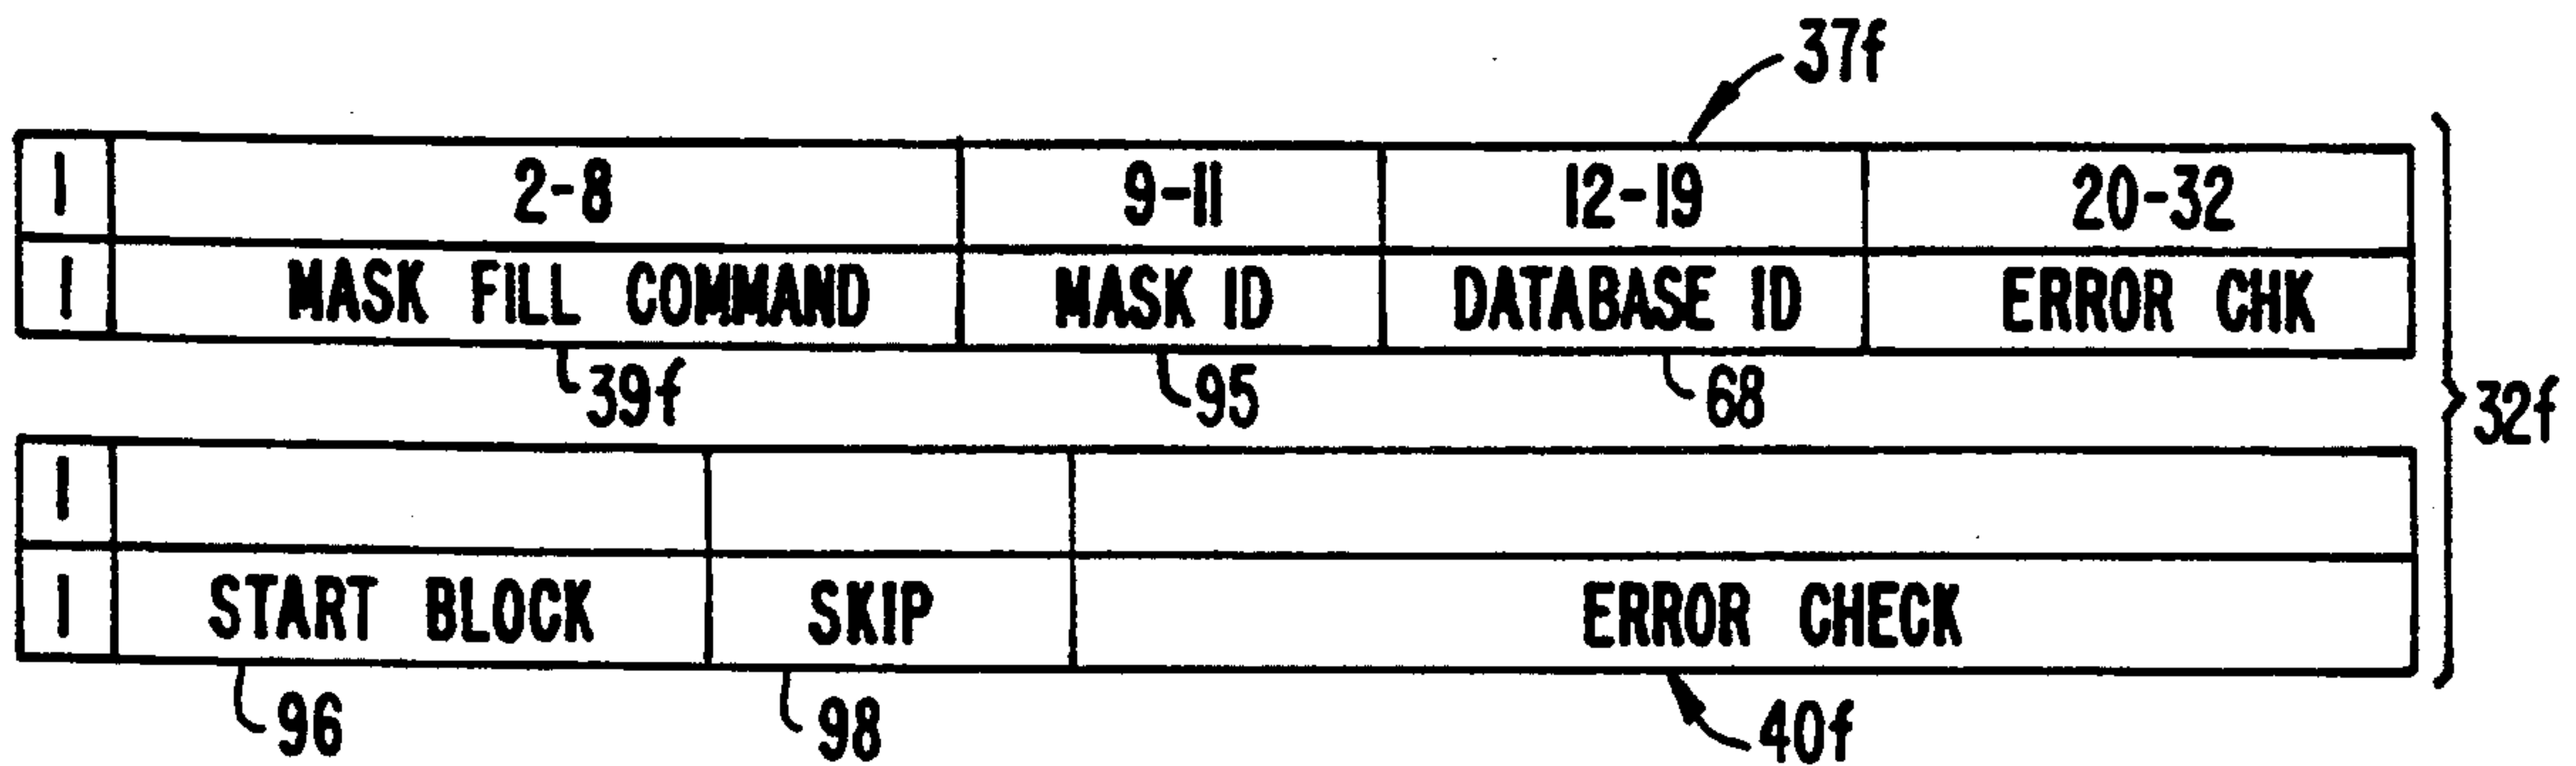 37f
1 2-8 9-11 12-19 20-32
1 MASK FILL COMMAND MASK ID DATABASE ID ERROR CHK
39f 95 68
32f
1
1 START BLOCK SKIP ERROR CHECK
96 98 40f